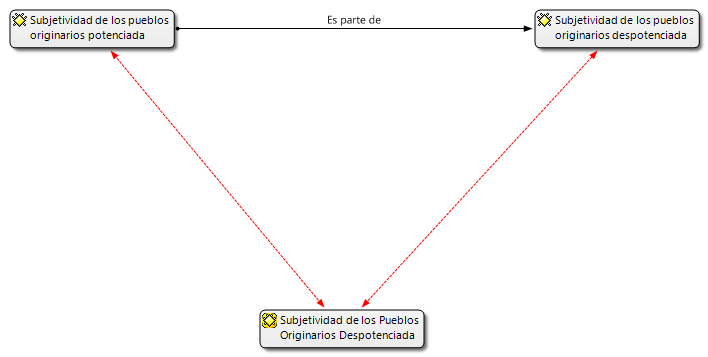 Subjetividad de los pueblos
originarios potenciada
Es parte de
Subjetividad de los pueblos
originarios despotenciada
Subjetividad de los Pueblos
Originarios Despotenciada